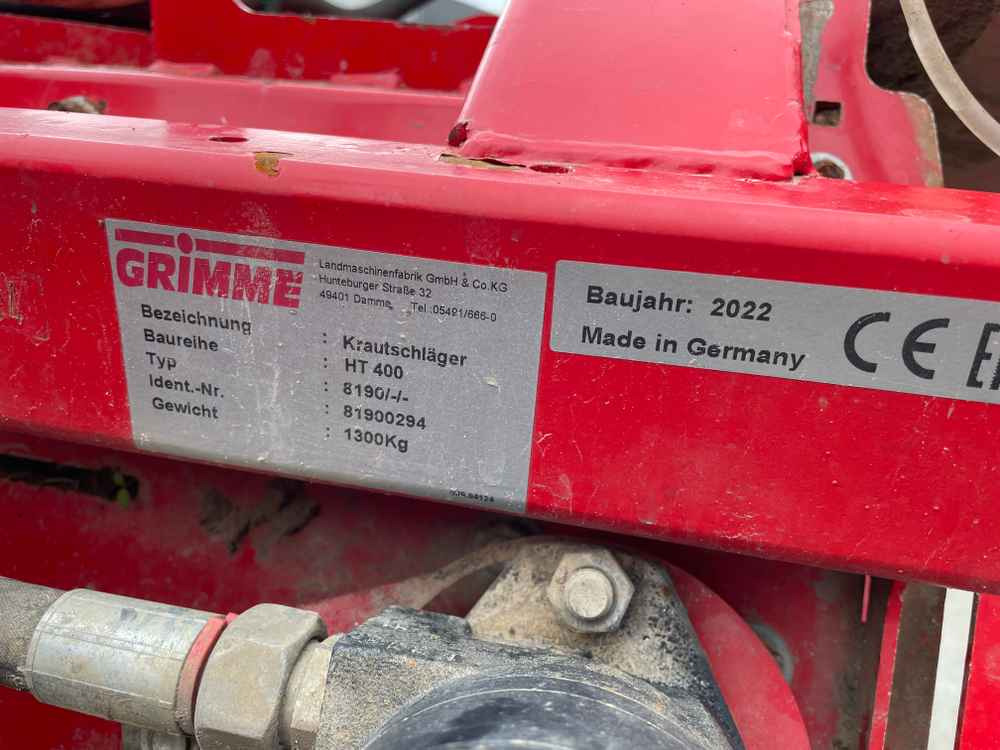 GRIMME
Landmaschinenfabrik GmbH & Co.KG
Hunteburger Straße 32
49401 Damme Tel.:05491/666-0
Bezeichnung : Krautschläger
Baureihe : HT 400
Typ : 8190/-/-
Ident.-Nr. : 81900294
Gewicht : 1300Kg
Baujahr: 2022
Made in Germany
CE